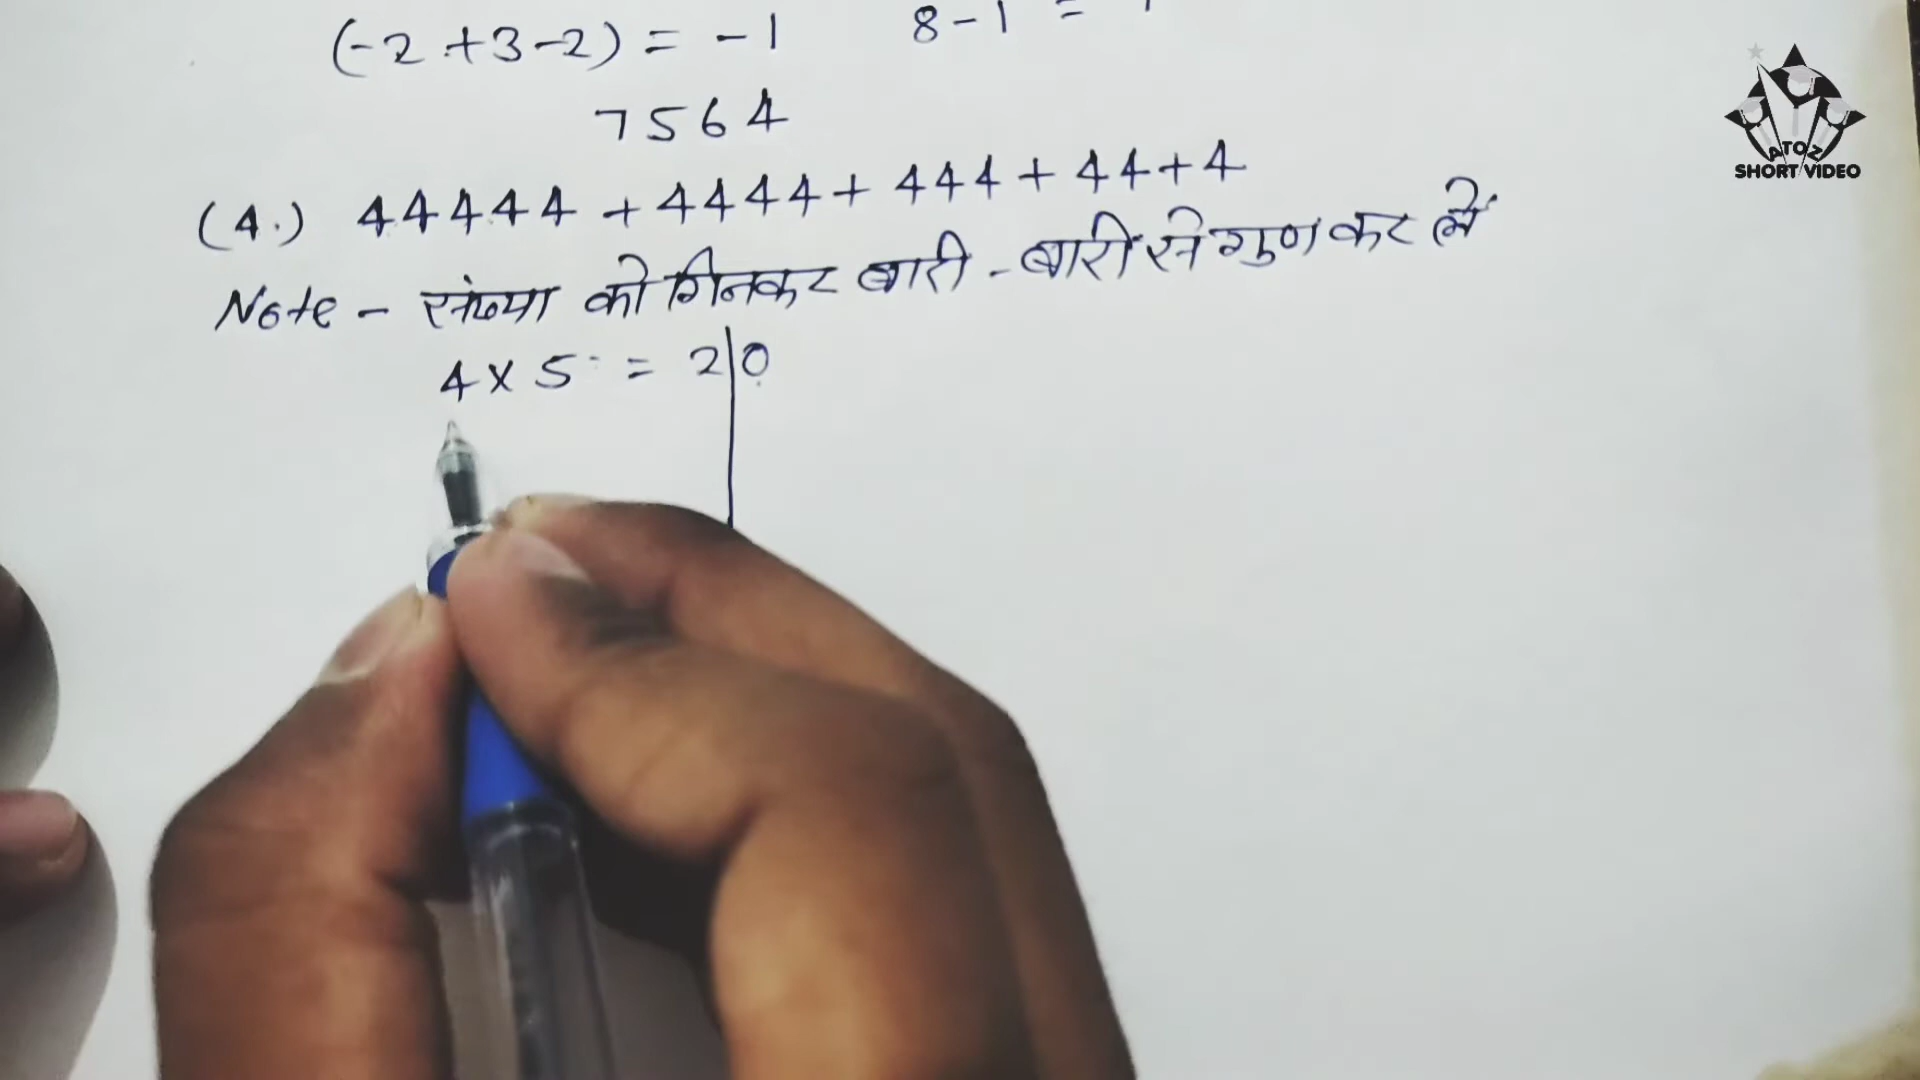 (-2+3-2) = -1 8-1 =
7564
(4.) 44444 + 4444 + 444 + 44 + 4
Note - संख्या को गिनकर बारी - बारी से गुणा कर लें
4 × 5 = 2|0
ATOZ
SHORT VIDEO